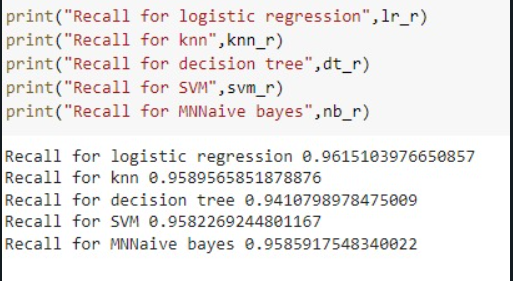 print("Recall for logistic regression",lr_r)
print("Recall for knn",knn_r)
print("Recall for decision tree",dt_r)
print("Recall for SVM",svm_r)
print("Recall for MNNaive bayes",nb_r)
Recall for logistic regression 0.9615103976650857
Recall for knn 0.9589565851878876
Recall for decision tree 0.9410798978475009
Recall for SVM 0.9582269244801167
Recall for MNNaive bayes 0.9585917548340022